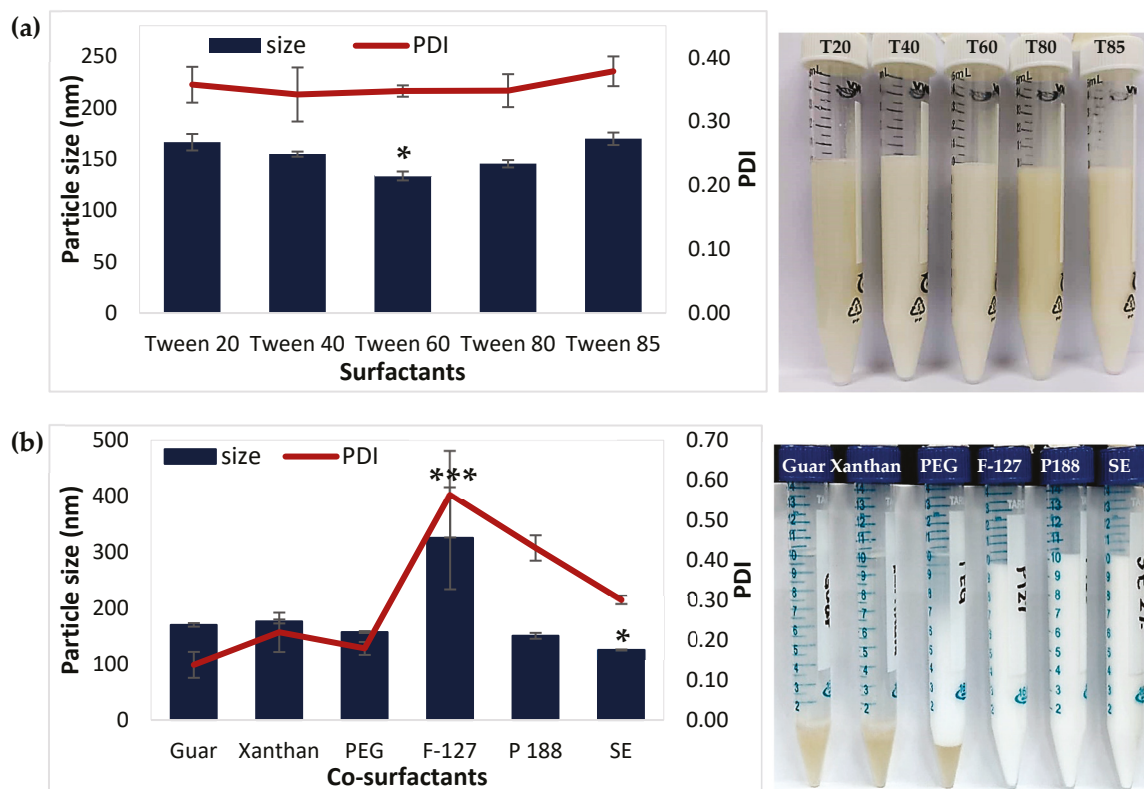 (a)
size PDI
250
200
150
100
50
0
Particle size (nm)
0.40
0.30
0.20
0.10
0.00
PDI
*
Tween 20 Tween 40 Tween 60 Tween 80 Tween 85
Surfactants
T20 T40 T60 T80 T85
(b)
size PDI
500
400
300
200
100
0
Particle size (nm)
0.70
0.60
0.50
0.40
0.30
0.20
0.10
0.00
PDI
***
*
Guar Xanthan PEG F-127 P 188 SE
Co-surfactants
Guar Xanthan PEG F-127 P188 SE